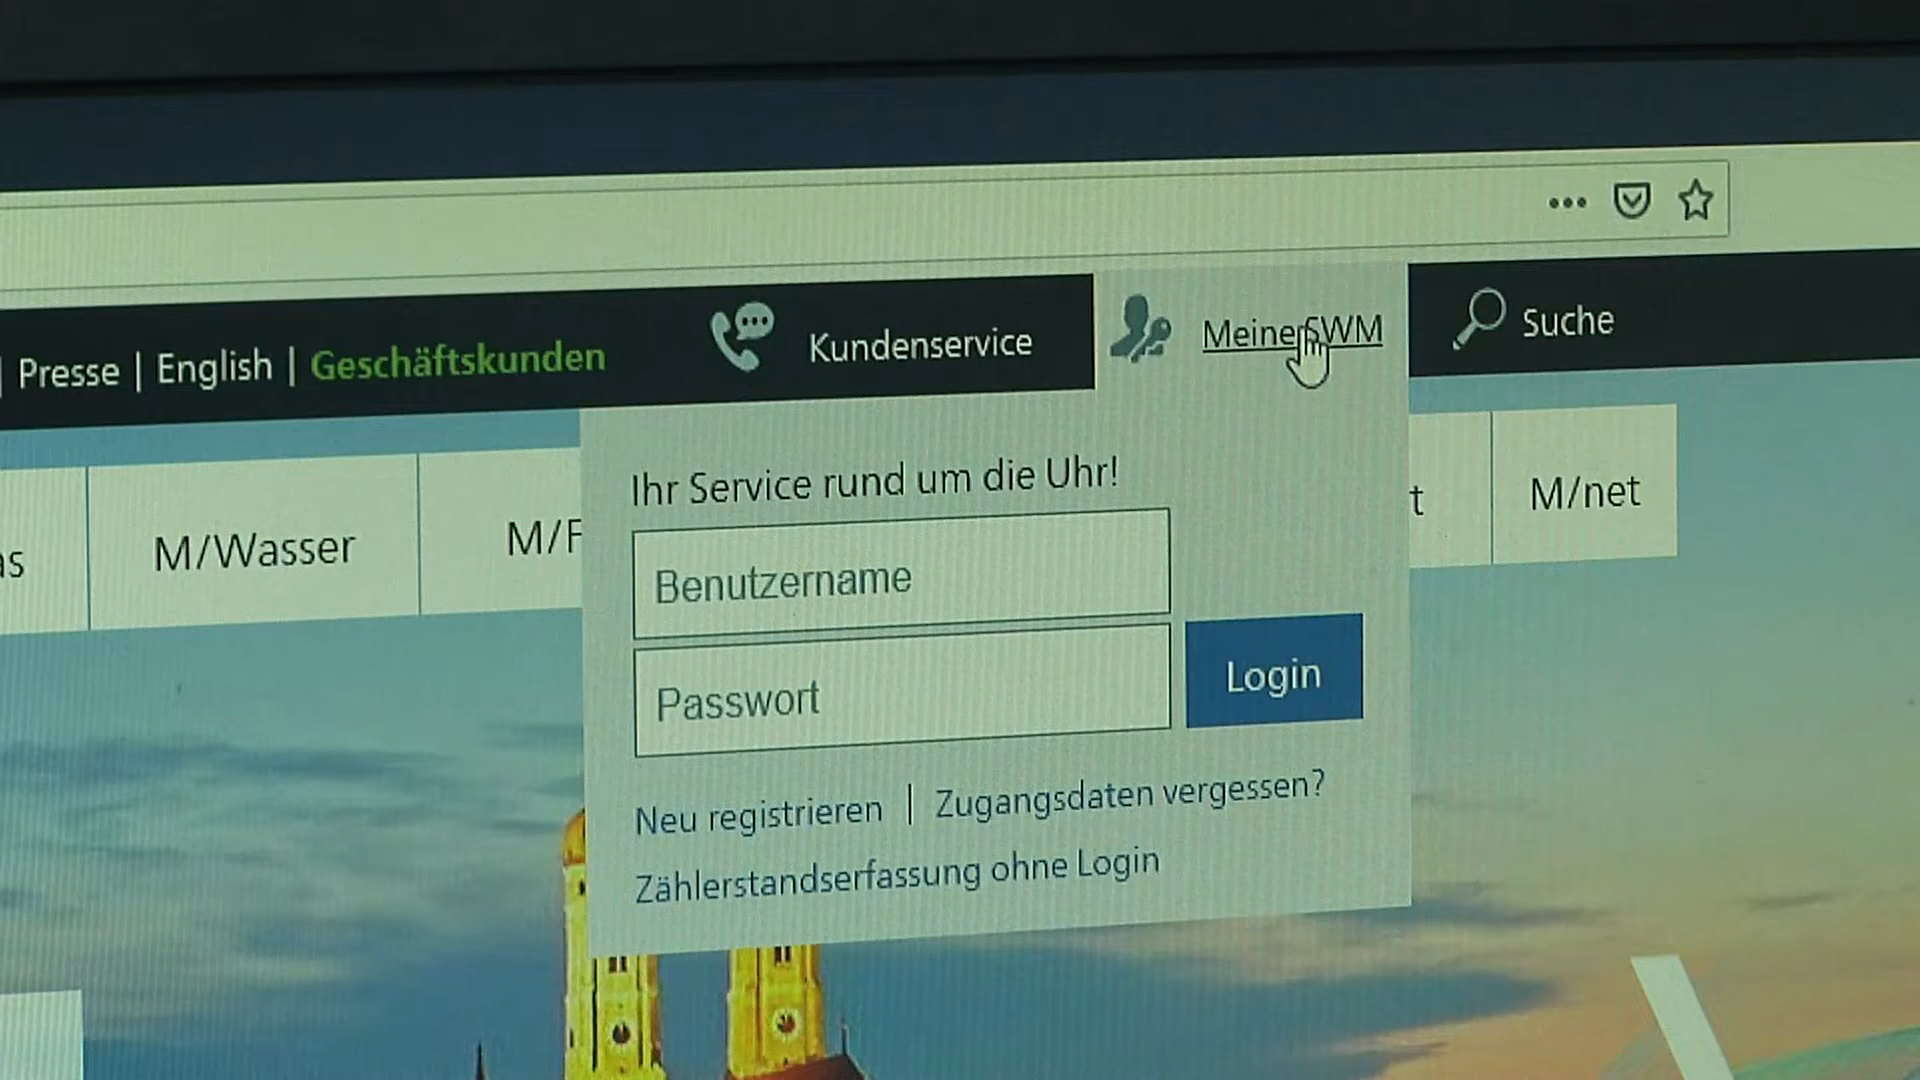 | Presse | English | Geschäftskunden
Kundenservice
Meine SWM
Suche
M/Wasser
M/F
t
M/net
Ihr Service rund um die Uhr!
Benutzername
Passwort
Login
Neu registrieren | Zugangsdaten vergessen?
Zählerstandserfassung ohne Login